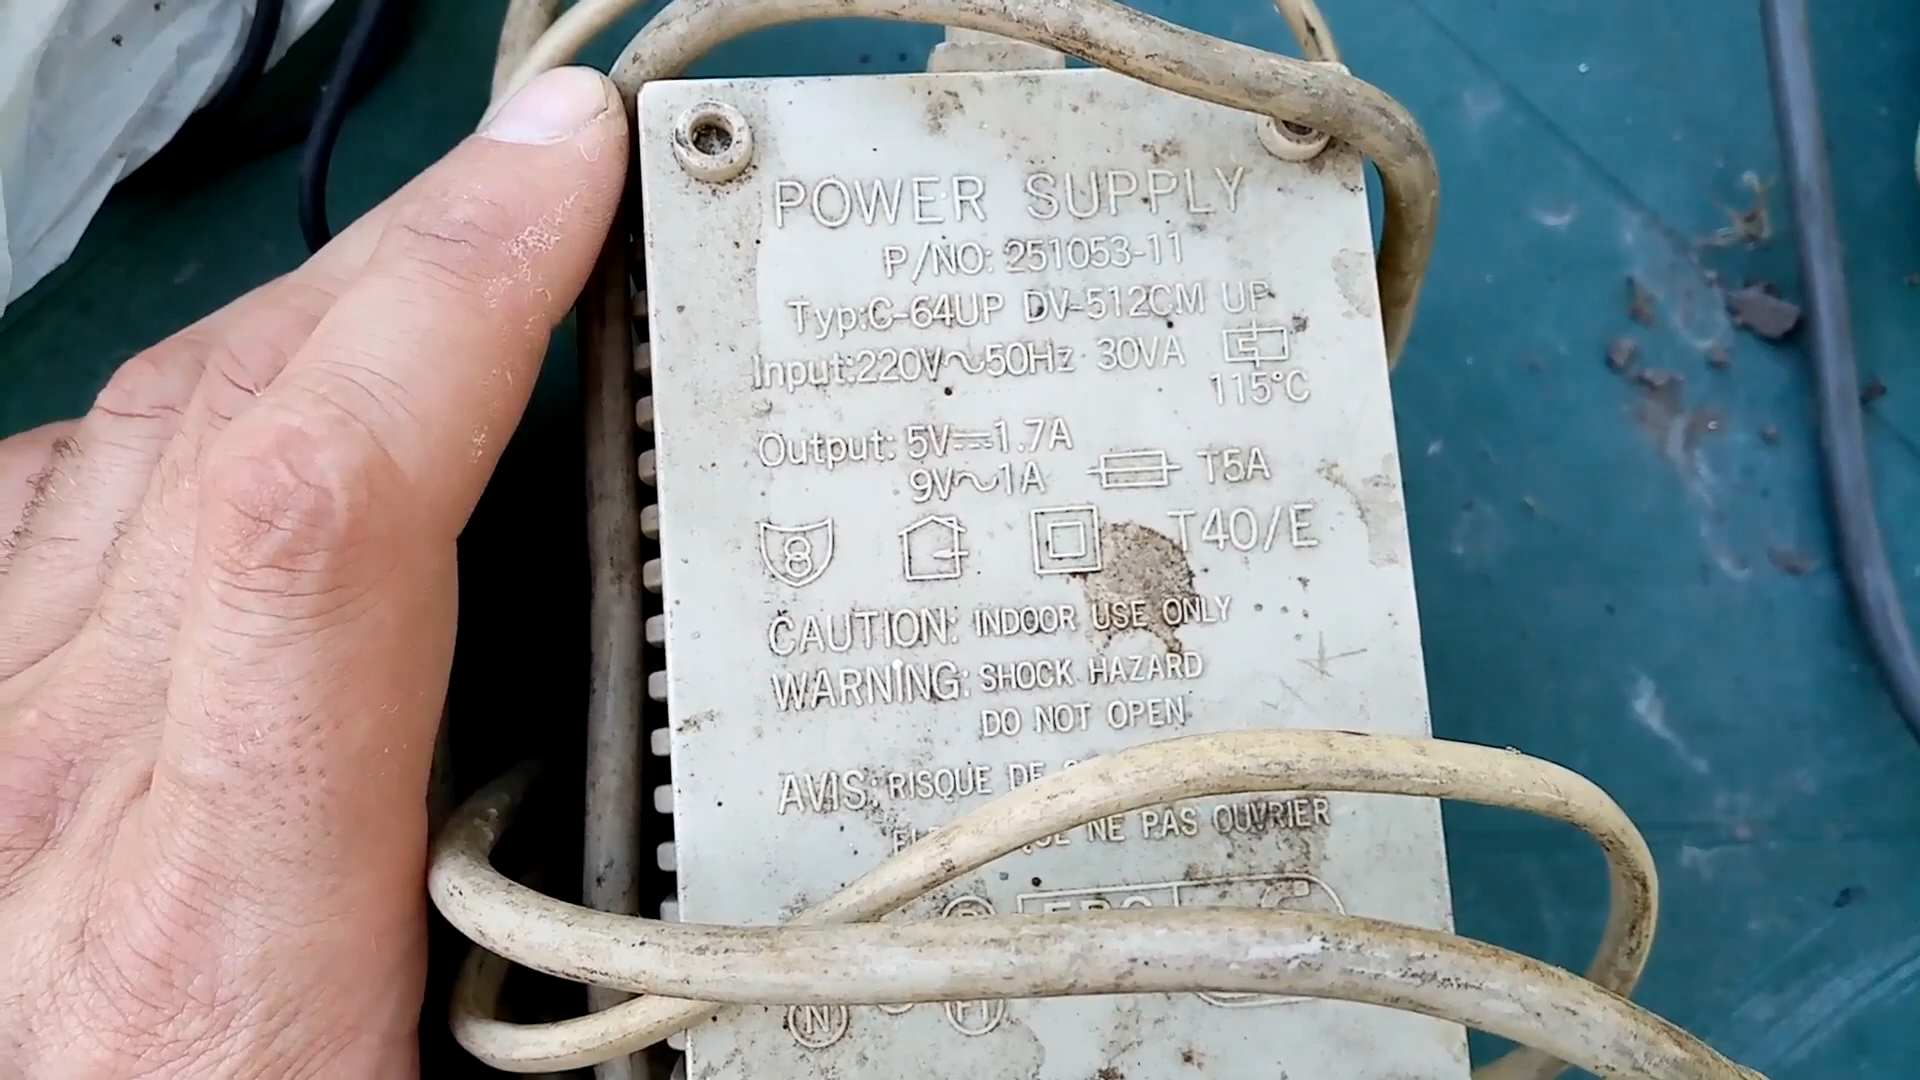 POWER SUPPLY
P/NO: 251053-11
Typ:C-64UP DV-512CM UP
Input:220V~50Hz 30VA
115°C
Output: 5V⎓1.7A
9V~1A T5A
8
T40/E
CAUTION: INDOOR USE ONLY
WARNING: SHOCK HAZARD
DO NOT OPEN
AVIS: RISQUE DE
NE PAS OUVRIER
N